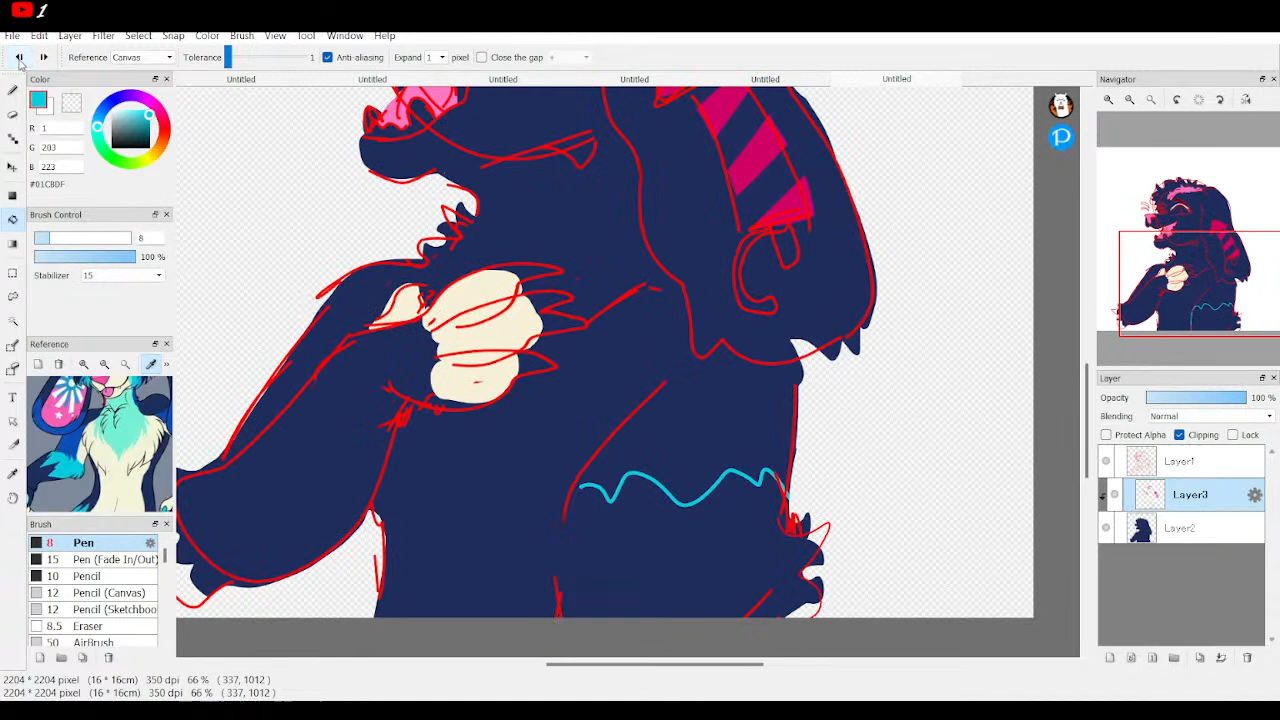 1
File Edit Layer Filter Select Snap Color Brush View Tool Window Help
Reference Canvas Tolerance 1 Anti-aliasing Expand 1 pixel Close the gap +
Color Untitled Untitled Untitled Untitled Untitled Untitled Navigator
R 1
G 203
B 223
#01CBDF
Brush Control
8
100 %
Stabilizer 15
Reference
Brush
8 Pen
15 Pen (Fade In/Out)
10 Pencil
12 Pencil (Canvas)
12 Pencil (Sketchboo
8.5 Eraser
50 AirBrush
Layer
Opacity 100 %
Blending Normal
Protect Alpha Clipping Lock
Layer1
Layer3
Layer2
2204 * 2204 pixel (16 * 16cm) 350 dpi 66 % ( 337, 1012 )
2204 * 2204 pixel (16 * 16cm) 350 dpi 66 % ( 337, 1012 )